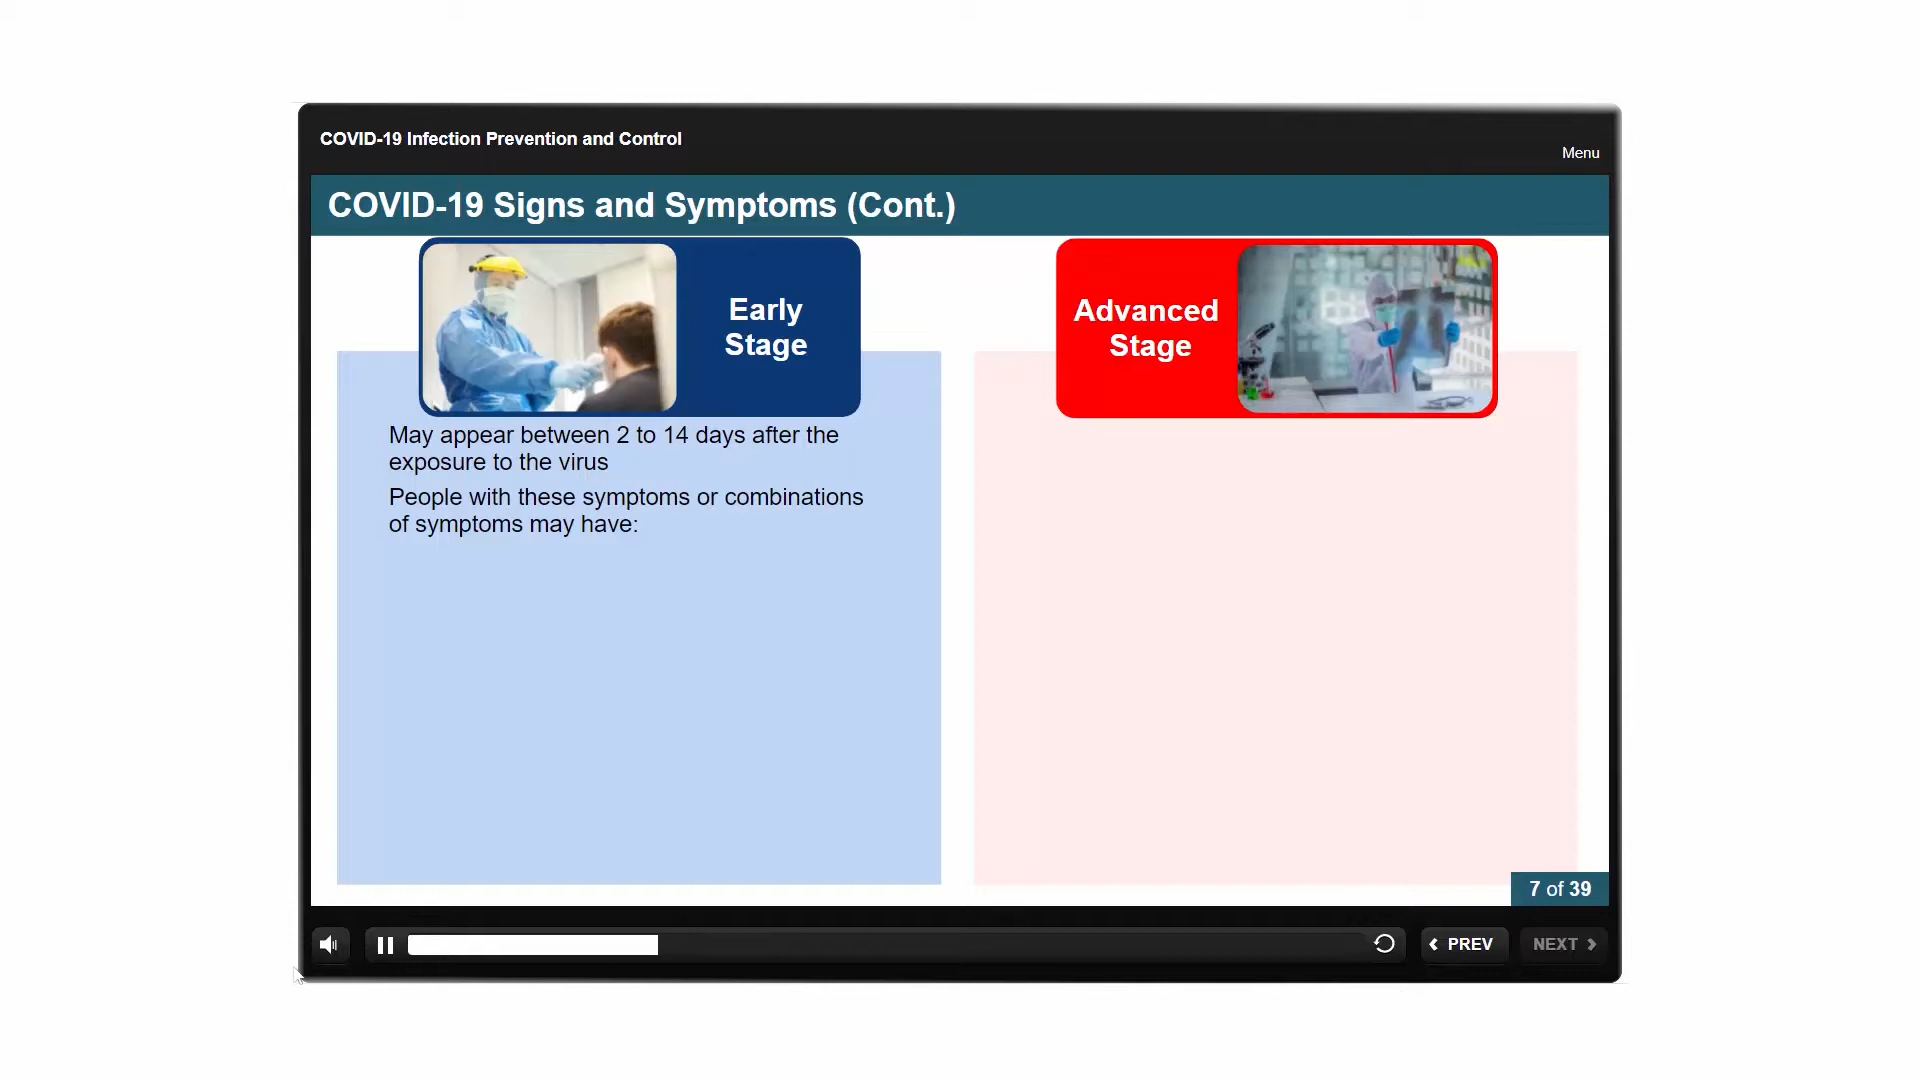 COVID-19 Infection Prevention and Control
Menu
COVID-19 Signs and Symptoms (Cont.)
Early
Stage
May appear between 2 to 14 days after the
exposure to the virus
People with these symptoms or combinations
of symptoms may have:
Advanced
Stage
7 of 39
PREV
NEXT